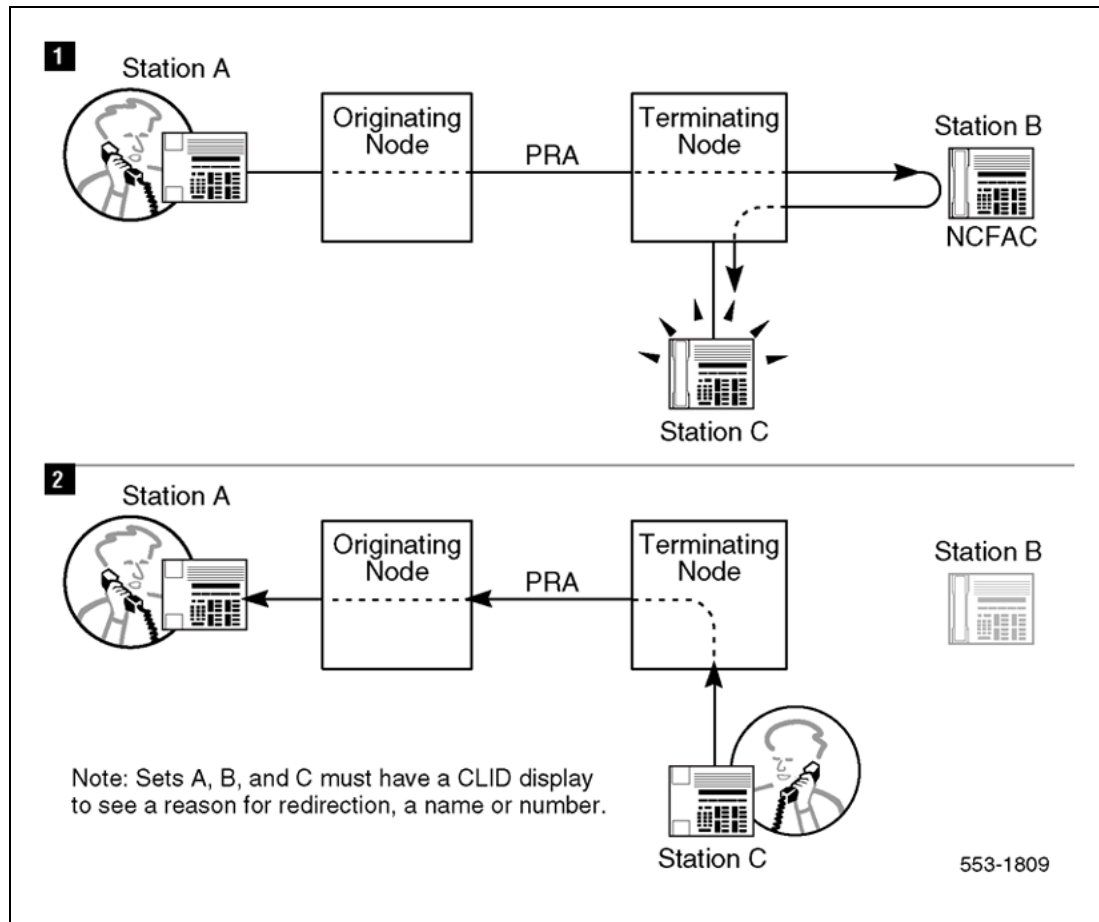 1
Station A
Originating
Node
PRA
Terminating
Node
Station B
NCFAC
Station C
2
Station A
Originating
Node
PRA
Terminating
Node
Station B
Note: Sets A, B, and C must have a CLID display
to see a reason for redirection, a name or number.
Station C
553-1809